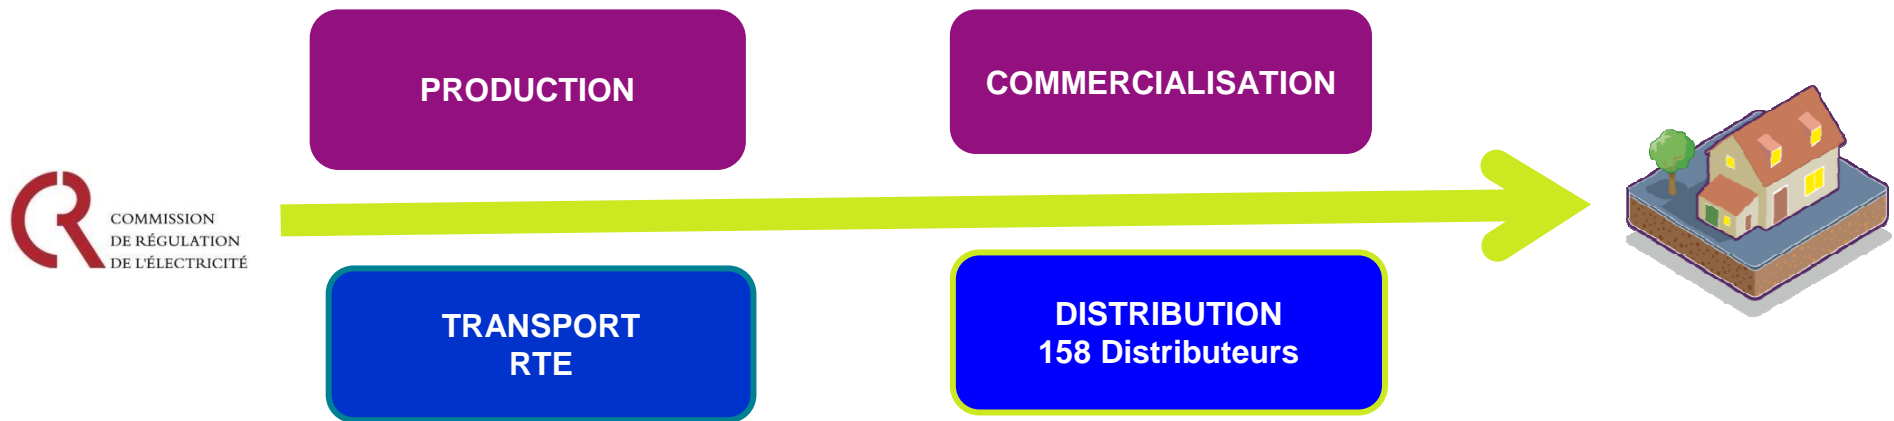 PRODUCTION
COMMERCIALISATION
COMMISSION
DE RÉGULATION
DE L'ÉLECTRICITÉ
TRANSPORT
RTE
DISTRIBUTION
158 Distributeurs